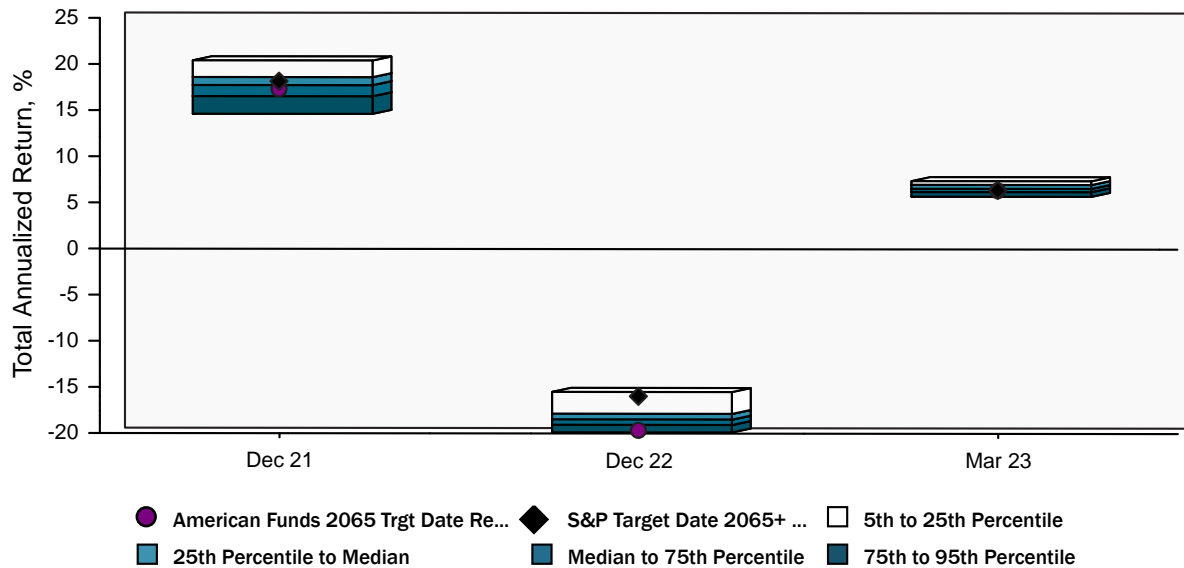 Total Annualized Return, %
25
20
15
10
5
0
-5
-10
-15
-20
Dec 21 Dec 22 Mar 23
American Funds 2065 Trgt Date Re... S&P Target Date 2065+ ... 5th to 25th Percentile
25th Percentile to Median Median to 75th Percentile 75th to 95th Percentile